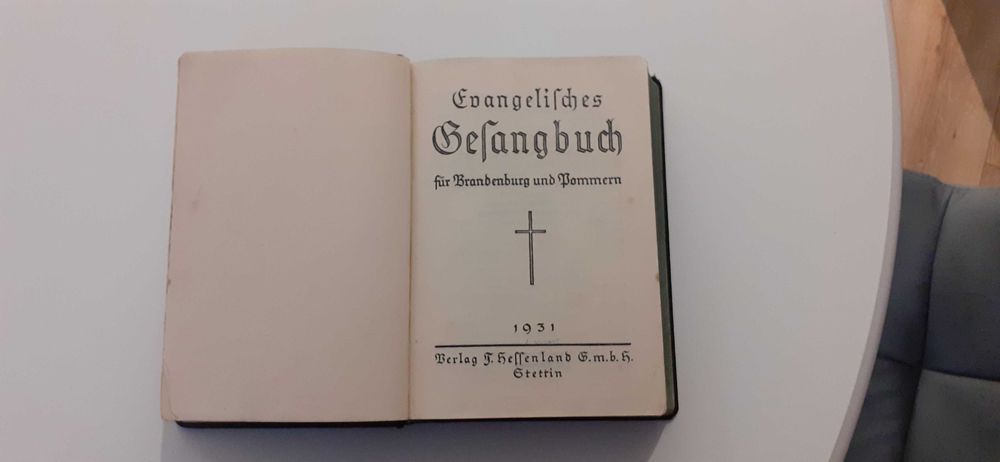 Evangeliſches
Geſangbuch
für Brandenburg und Pommern
1931
Verlag F. Heſſenland G.m.b.H.
Stettin